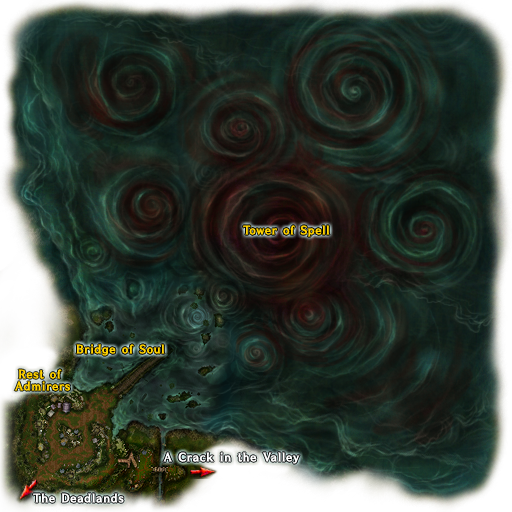 Tower of Spell
Bridge of Soul
Rest of
Admirers
A Crack in the Valley
The Deadlands